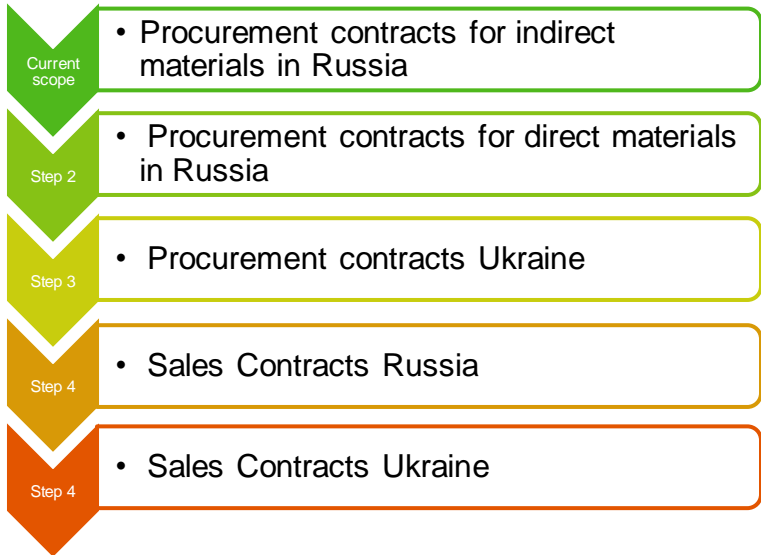 Current
scope
• Procurement contracts for indirect
materials in Russia
Step 2
• Procurement contracts for direct materials
in Russia
Step 3
• Procurement contracts Ukraine
Step 4
• Sales Contracts Russia
Step 4
• Sales Contracts Ukraine